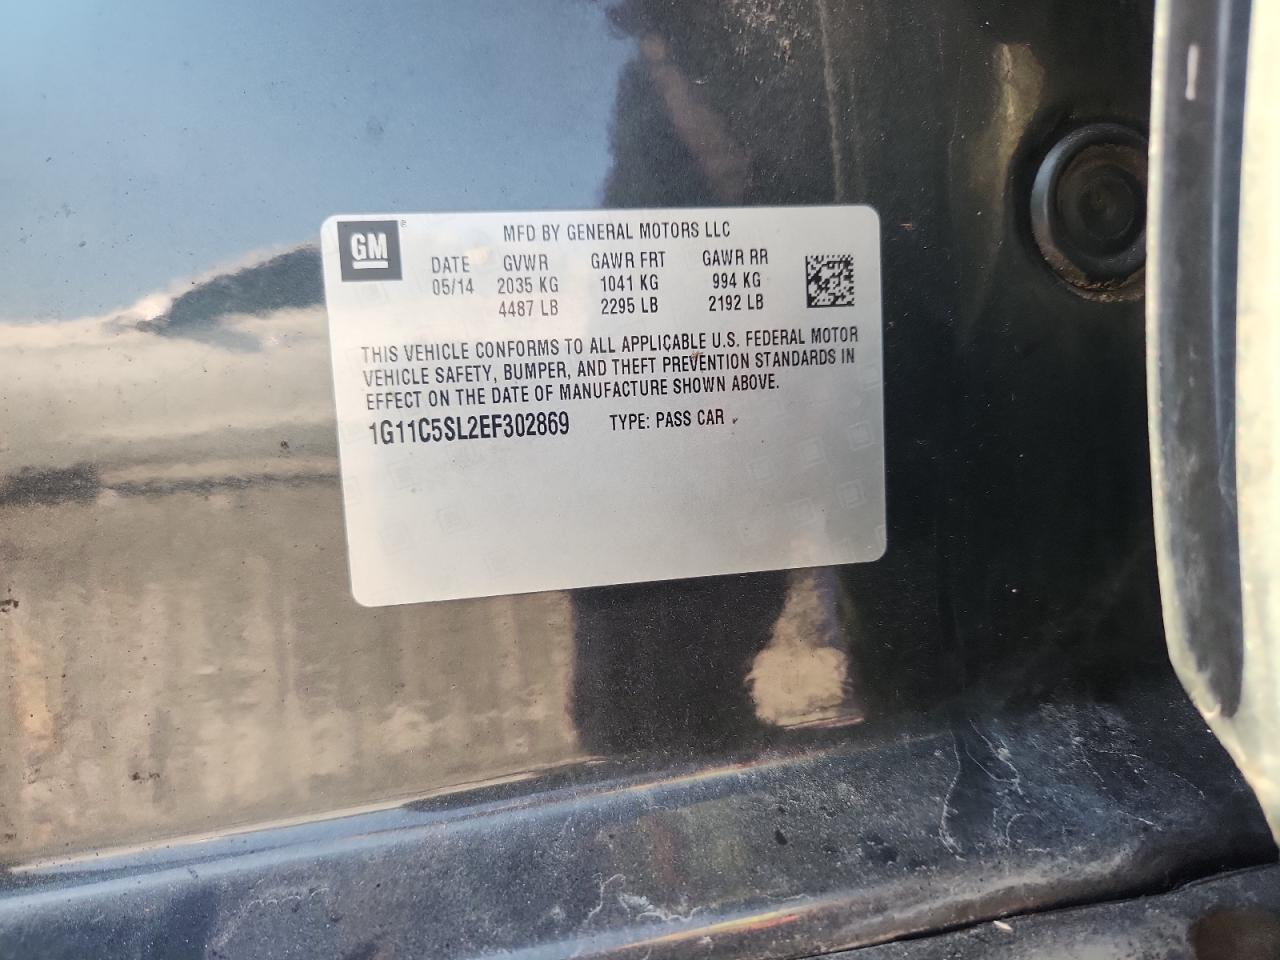 GM
MFD BY GENERAL MOTORS LLC
DATE GVWR GAWR FRT GAWR RR
05/14 2035 KG 1041 KG 994 KG
4487 LB 2295 LB 2192 LB
THIS VEHICLE CONFORMS TO ALL APPLICABLE U.S. FEDERAL MOTOR
VEHICLE SAFETY, BUMPER, AND THEFT PREVENTION STANDARDS IN
EFFECT ON THE DATE OF MANUFACTURE SHOWN ABOVE.
1G11C5SL2EF302869 TYPE: PASS CAR